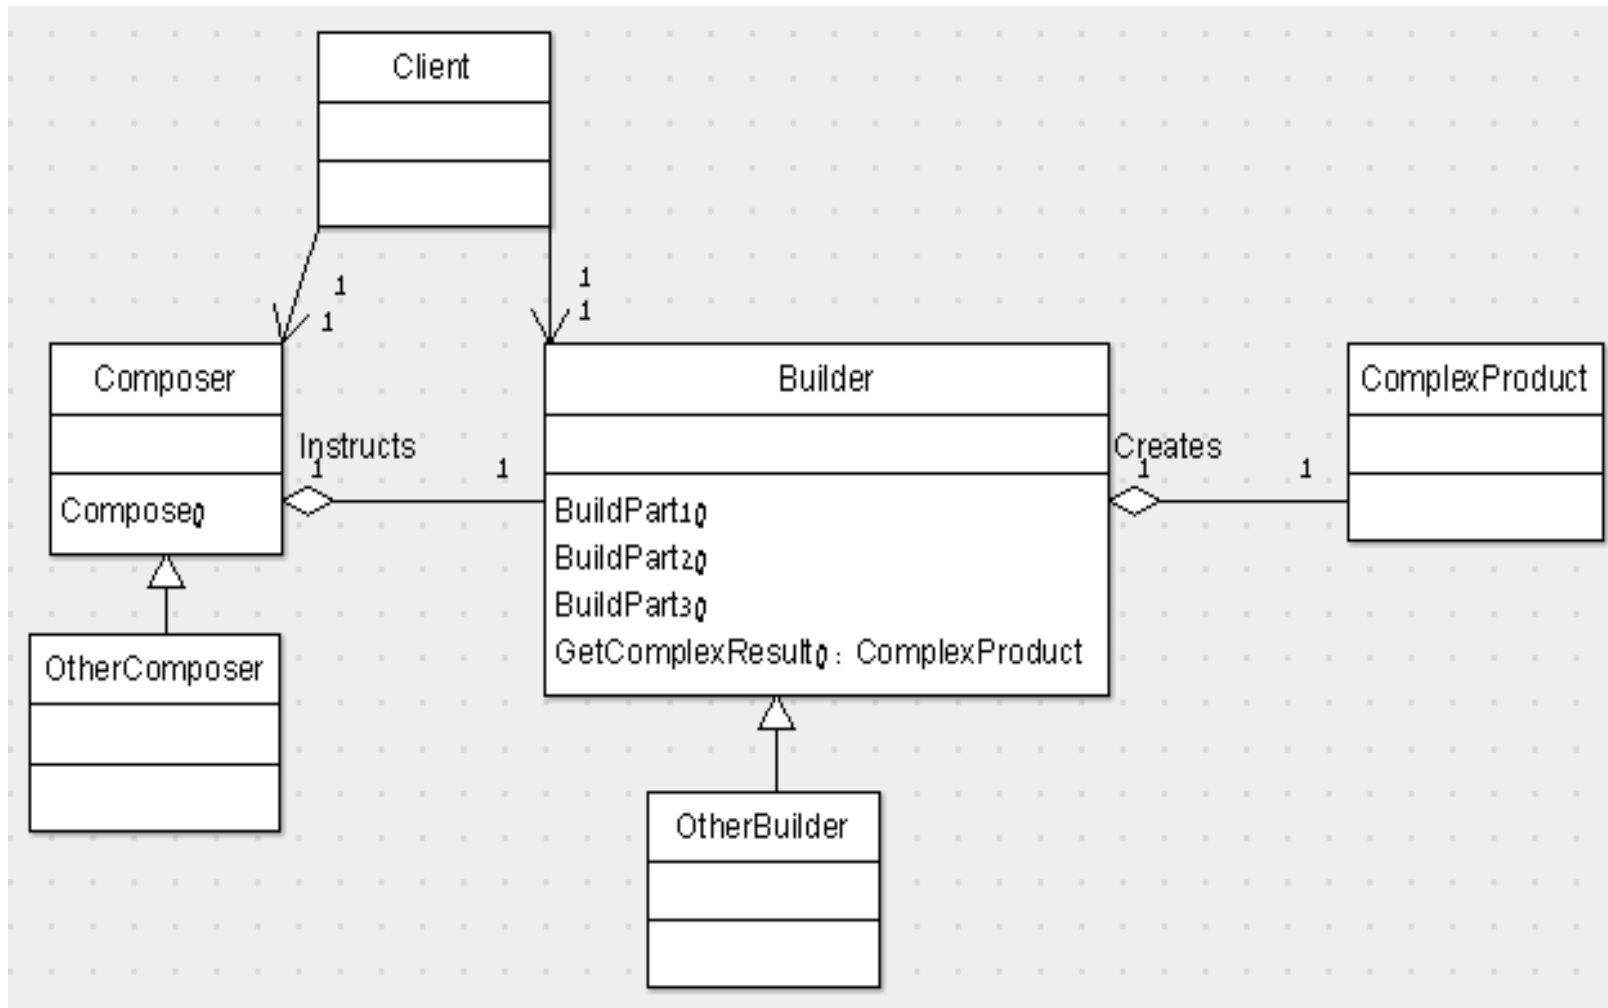 Client
1
1
1
1
Composer
Compose()
Instructs
1
1
Builder
BuildPart1()
BuildPart2()
BuildPart3()
GetComplexResult(): ComplexProduct
Creates
1
1
ComplexProduct
OtherComposer
OtherBuilder